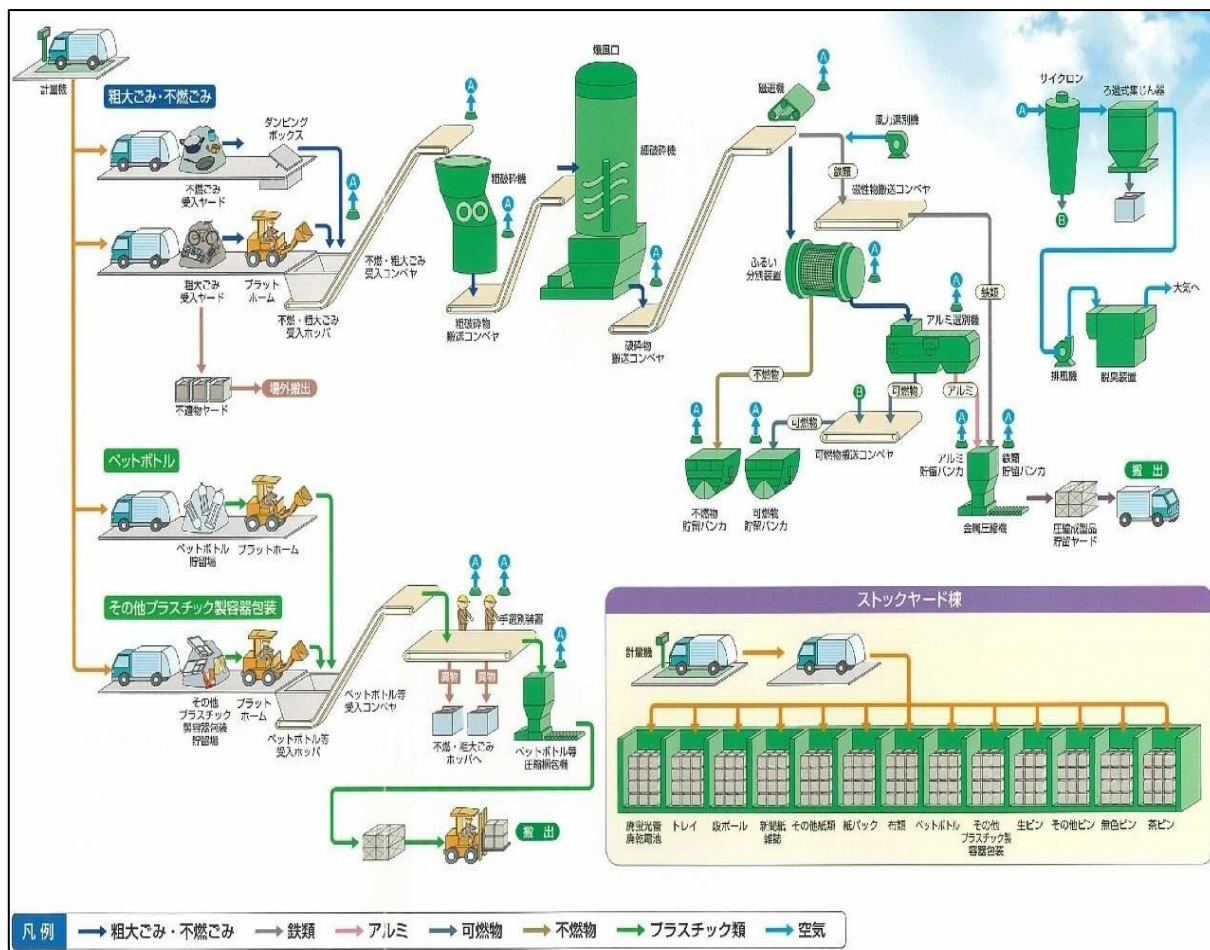 計量機
粗大ごみ・不燃ごみ
ダンピング
ボックス
不燃ごみ
受入ヤード
粗大ごみ
受入ヤード
プラット
ホーム
不燃・粗大ごみ
受入ホッパ
不燃・粗大ごみ
受入コンベヤ
不適物ヤード
場外搬出
A
A
粗破砕機
A
粗破砕物
搬送コンベヤ
爆風口
細破砕機
A
破砕物
搬送コンベヤ
磁選機
A
風力選別機
鉄類
磁性物搬送コンベヤ
ふるい
分別装置
A
A
アルミ選別機
鉄類
不燃物
可燃物
アルミ
B
可燃物
可燃物搬送コンベヤ
A
A
不燃物
貯留バンカ
可燃物
貯留バンカ
A
A
アルミ
貯留バンカ
鉄類
貯留バンカ
金属圧縮機
圧縮成型品
貯留ヤード
搬出
サイクロン
ろ過式集じん器
A
B
大気へ
排風機
脱臭装置
ペットボトル
ペットボトル
貯留場
プラットホーム
その他プラスチック製容器包装
その他
プラスチック
製容器包装
貯留場
プラット
ホーム
ペットボトル等
受入ホッパ
ペットボトル等
受入コンベヤ
A
A
手選別装置
A
異物
異物
不燃・粗大ごみ
ホッパへ
ペットボトル等
圧縮梱包機
搬出
ストックヤード棟
計量機
廃蛍光管
廃乾電池
トレイ
段ボール
新聞紙
雑誌
その他紙類
紙パック
布類
ペットボトル
その他
プラスチック製
容器包装
生ビン
その他ビン
無色ビン
茶ビン
凡例
粗大ごみ・不燃ごみ
鉄類
アルミ
可燃物
不燃物
プラスチック類
空気